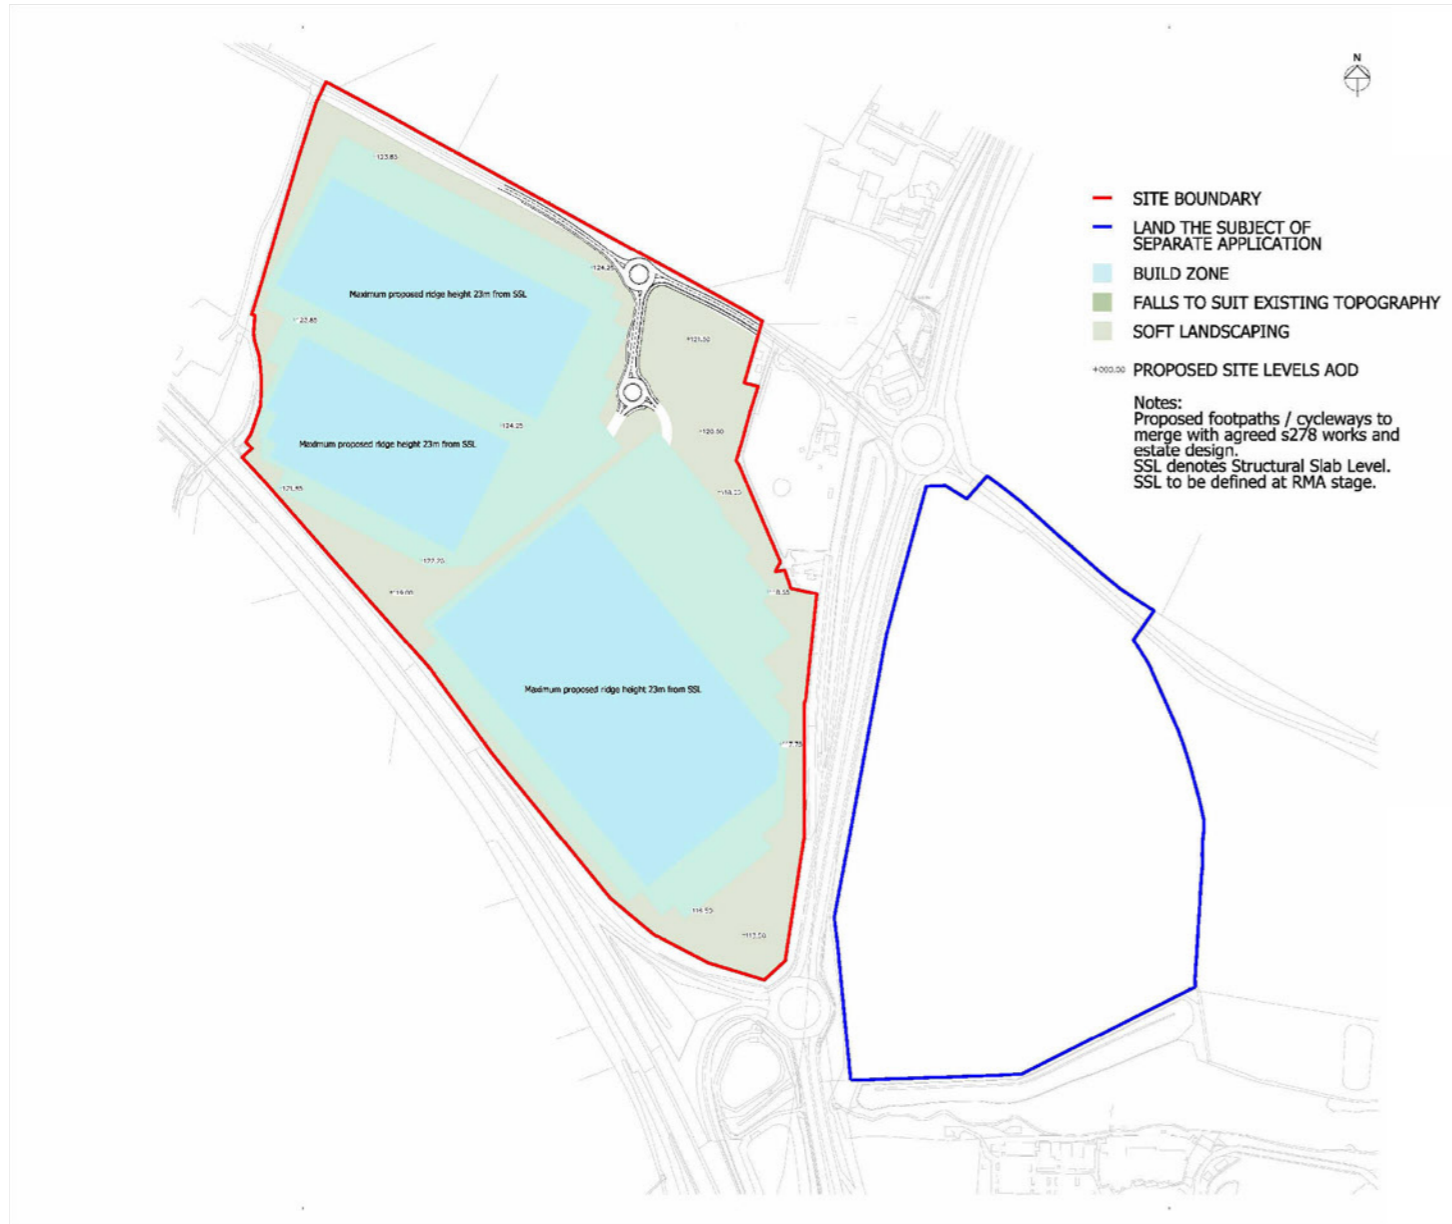 N
SITE BOUNDARY
LAND THE SUBJECT OF
SEPARATE APPLICATION
BUILD ZONE
FALLS TO SUIT EXISTING TOPOGRAPHY
SOFT LANDSCAPING
+000.00 PROPOSED SITE LEVELS AOD
Notes:
Proposed footpaths / cycleways to
merge with agreed s278 works and
estate design.
SSL denotes Structural Slab Level.
SSL to be defined at RMA stage.
+124.25
Maximum proposed ridge height 23m from SSL
+121.50
+124.25
+120.50
Maximum proposed ridge height 23m from SSL
+119.00
Maximum proposed ridge height 23m from SSL
+113.50